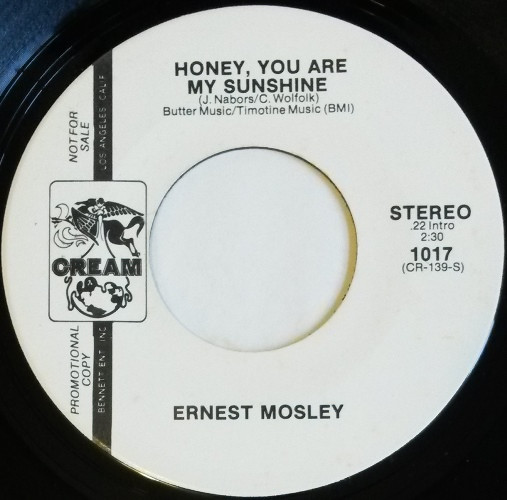 HONEY, YOU ARE
MY SUNSHINE
(J. Nabors/C. Wolfolk)
Butter Music/Timotine Music (BMI)
NOT FOR
SALE
LOS ANGELES, CALIF.
STEREO
.22 Intro
2:30
1017
(CR-139-S)
CREAM
PROMOTIONAL
COPY
BENNETT ENT. INC.
ERNEST MOSLEY